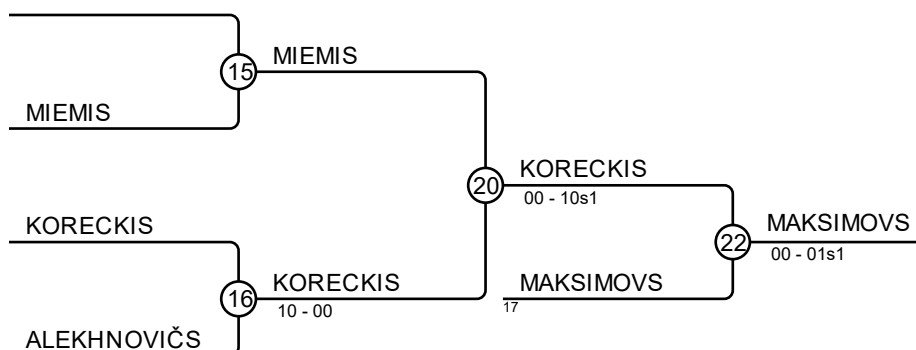 15
MIEMIS
MIEMIS
20
KORECKIS
00 - 10s1
KORECKIS
22
MAKSIMOVS
00 - 01s1
16
KORECKIS
10 - 00
MAKSIMOVS
17
ALEKHNOVIČS